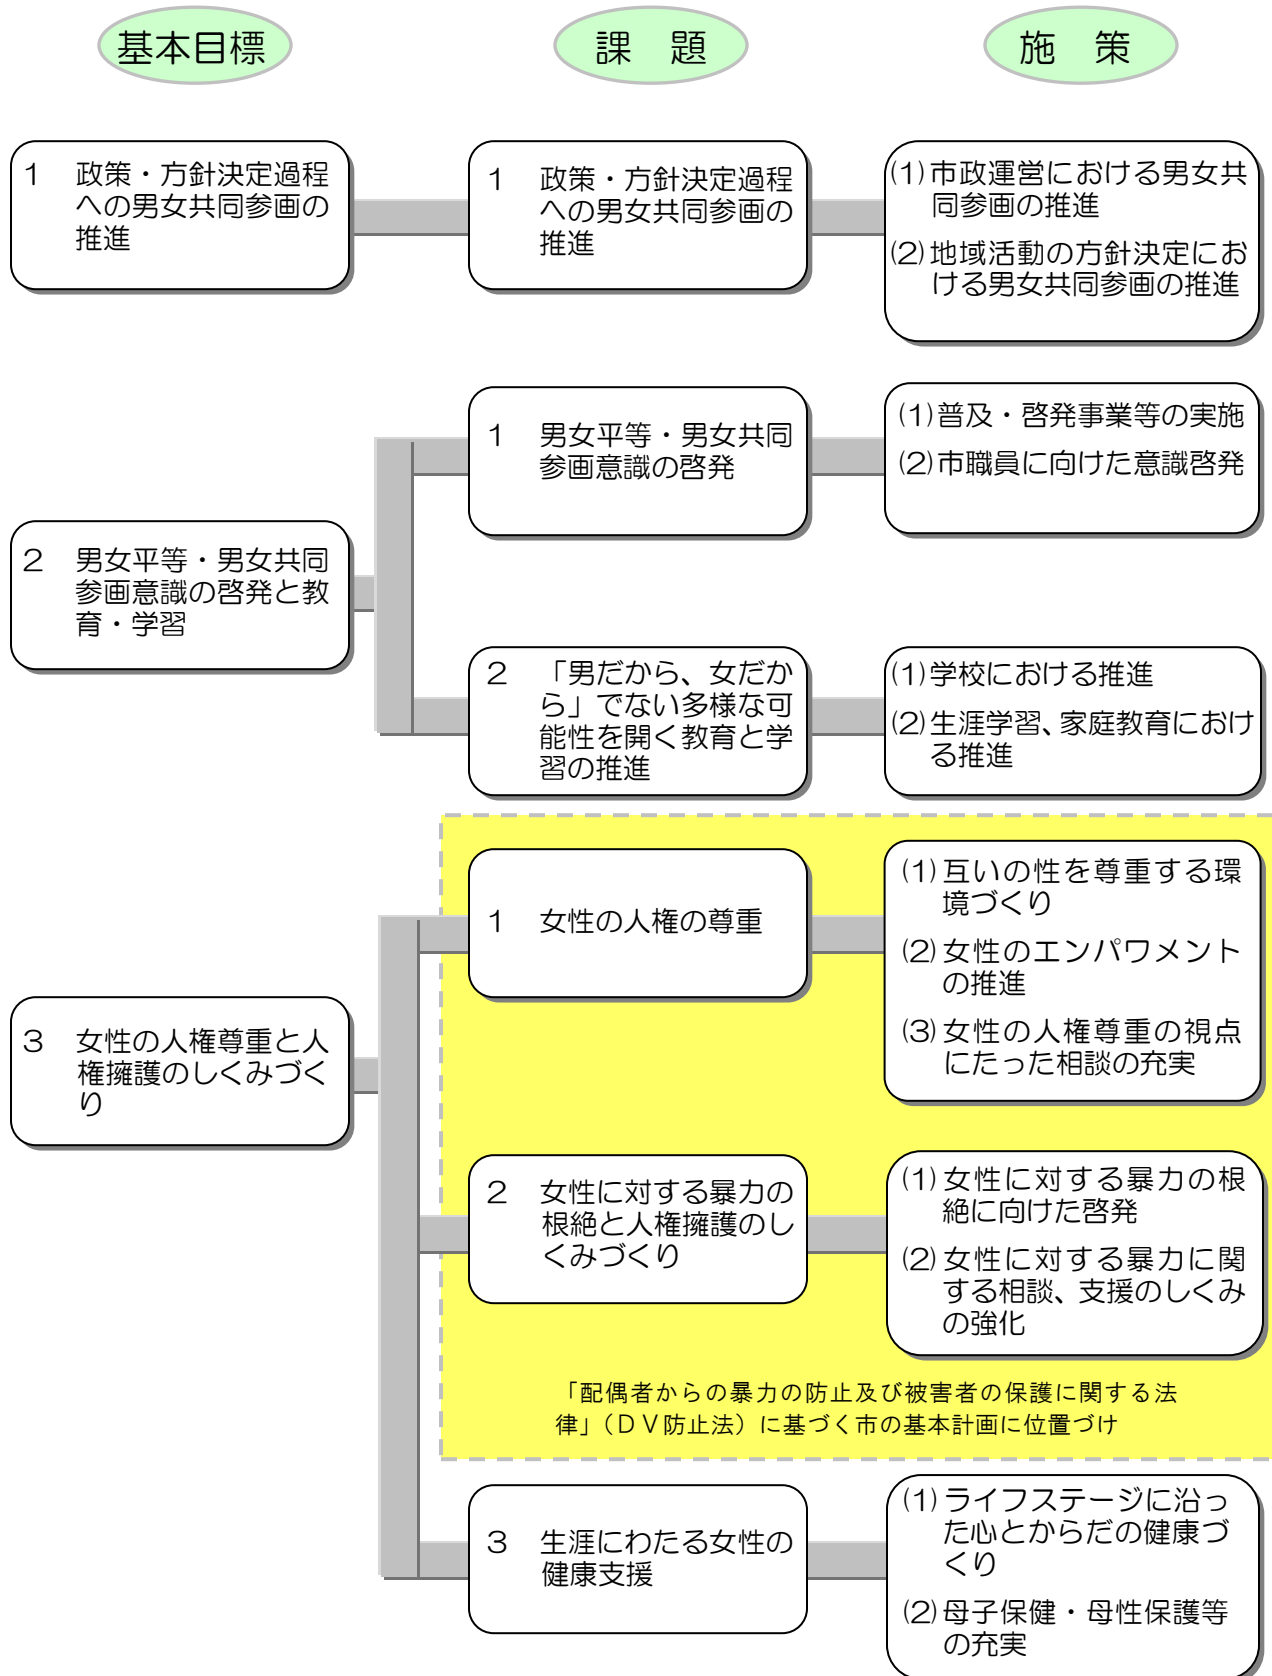 基本目標
課　題
施　策
1　政策・方針決定過程
への男女共同参画の
推進
1　政策・方針決定過程
への男女共同参画の
推進
(1)市政運営における男女共
同参画の推進
(2)地域活動の方針決定にお
ける男女共同参画の推進
2　男女平等・男女共同
参画意識の啓発と教
育・学習
1　男女平等・男女共同
参画意識の啓発
(1)普及・啓発事業等の実施
(2)市職員に向けた意識啓発
2　「男だから、女だか
ら」でない多様な可
能性を開く教育と学
習の推進
(1)学校における推進
(2)生涯学習、家庭教育におけ
る推進
3　女性の人権尊重と人
権擁護のしくみづく
り
1　女性の人権の尊重
(1)互いの性を尊重する環
境づくり
(2)女性のエンパワメント
の推進
(3)女性の人権尊重の視点
にたった相談の充実
2　女性に対する暴力の
根絶と人権擁護のし
くみづくり
(1)女性に対する暴力の根
絶に向けた啓発
(2)女性に対する暴力に関
する相談、支援のしくみ
の強化
「配偶者からの暴力の防止及び被害者の保護に関する法
律」（ＤＶ防止法）に基づく市の基本計画に位置づけ
3　生涯にわたる女性の
健康支援
(1)ライフステージに沿っ
た心とからだの健康づ
くり
(2)母子保健・母性保護等
の充実